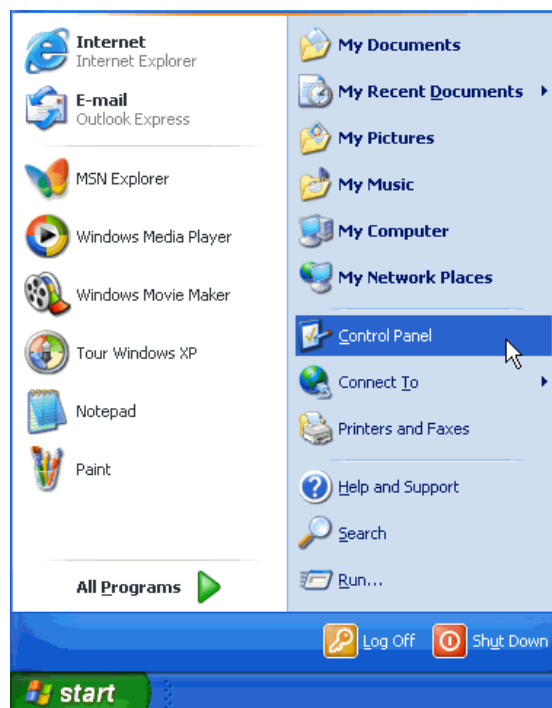 Internet
Internet Explorer
E-mail
Outlook Express
MSN Explorer
Windows Media Player
Windows Movie Maker
Tour Windows XP
Notepad
Paint
All Programs
My Documents
My Recent Documents
My Pictures
My Music
My Computer
My Network Places
Control Panel
Connect To
Printers and Faxes
Help and Support
Search
Run...
Log Off
Shut Down
start